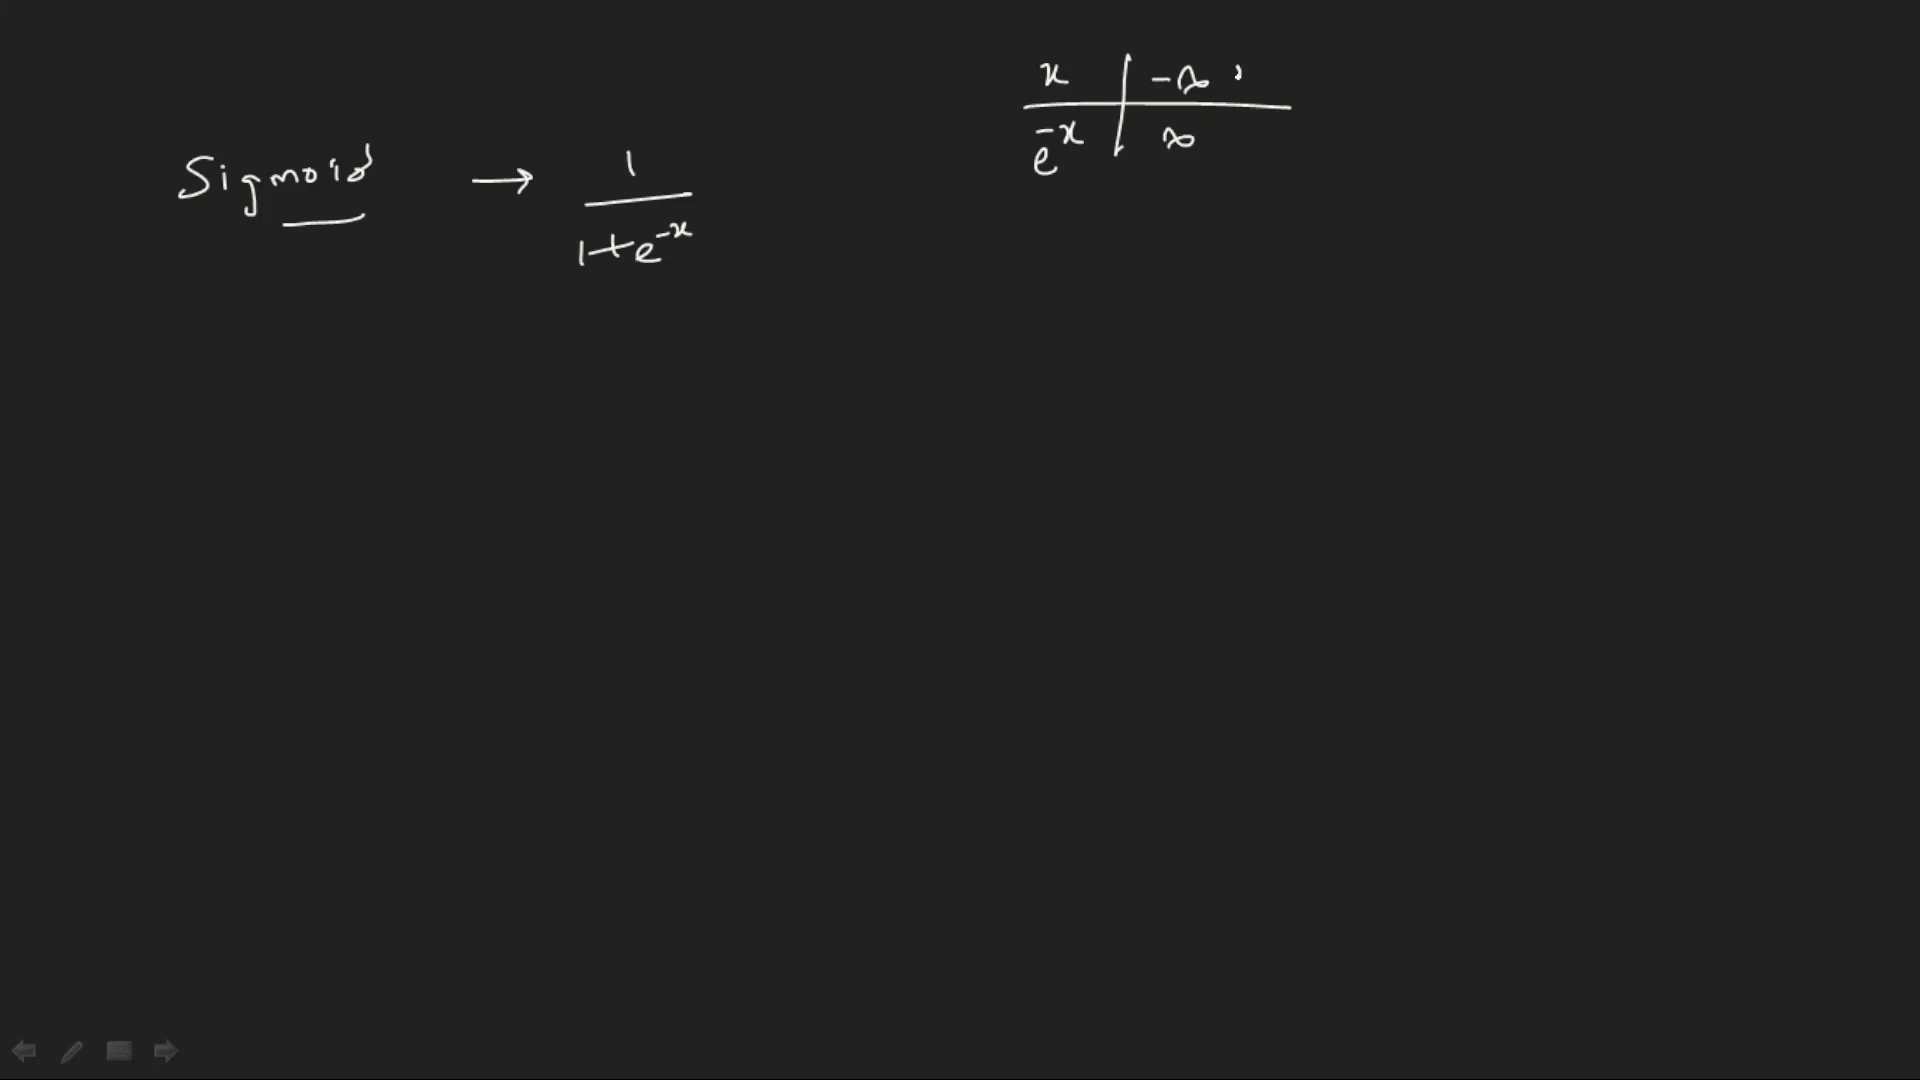 Sigmoid → 1 / 1+e^-x
x | -∞
e^-x | ∞